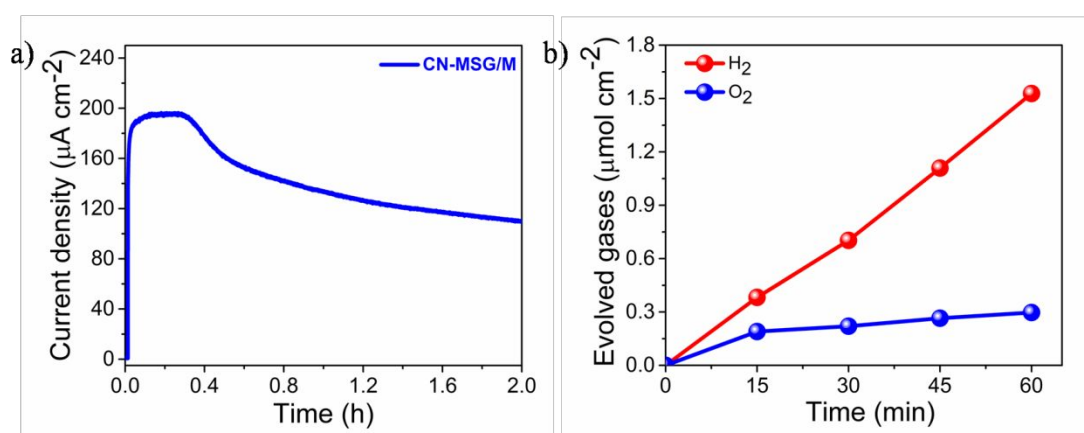 a)
Current density (μA cm⁻²)
240
200
160
120
80
40
0
CN-MSG/M
0.0 0.4 0.8 1.2 1.6 2.0
Time (h)
b)
Evolved gases (μmol cm⁻²)
1.8
1.5
1.2
0.9
0.6
0.3
0.0
H₂
O₂
0 15 30 45 60
Time (min)